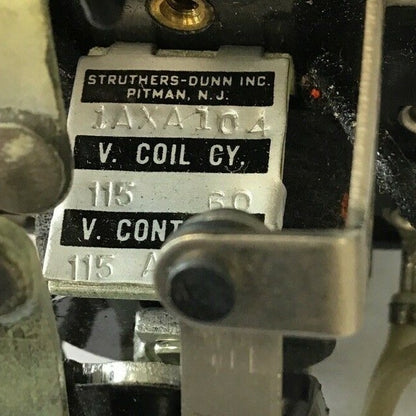 STRUTHERS-DUNN INC.
PITMAN, N.J.
1AXA104
V. COIL CY.
115 60
V. CONT
115 A